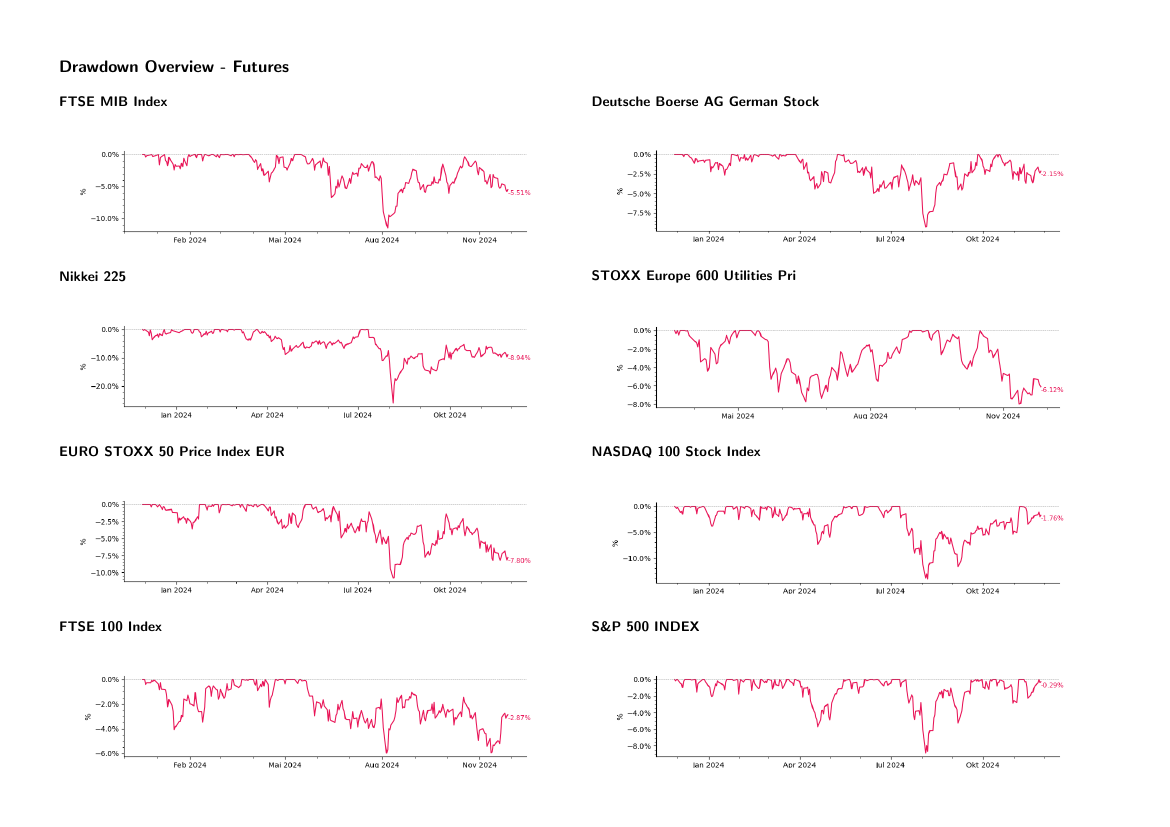 Drawdown Overview - Futures
FTSE MIB Index
0.0%
−5.0%
−10.0%
%
-5.51%
Feb 2024 Mai 2024 Aug 2024 Nov 2024
Deutsche Boerse AG German Stock
0.0%
−2.5%
−5.0%
−7.5%
%
-2.15%
Jan 2024 Apr 2024 Jul 2024 Okt 2024
Nikkei 225
0.0%
−10.0%
−20.0%
%
-8.94%
Jan 2024 Apr 2024 Jul 2024 Okt 2024
STOXX Europe 600 Utilities Pri
0.0%
−2.0%
−4.0%
−6.0%
−8.0%
%
-6.12%
Mai 2024 Aug 2024 Nov 2024
EURO STOXX 50 Price Index EUR
0.0%
−2.5%
−5.0%
−7.5%
−10.0%
%
-7.80%
Jan 2024 Apr 2024 Jul 2024 Okt 2024
NASDAQ 100 Stock Index
0.0%
−5.0%
−10.0%
%
-1.76%
Jan 2024 Apr 2024 Jul 2024 Okt 2024
FTSE 100 Index
0.0%
−2.0%
−4.0%
−6.0%
%
-2.87%
Feb 2024 Mai 2024 Aug 2024 Nov 2024
S&P 500 INDEX
0.0%
−2.0%
−4.0%
−6.0%
−8.0%
%
-0.29%
Jan 2024 Apr 2024 Jul 2024 Okt 2024